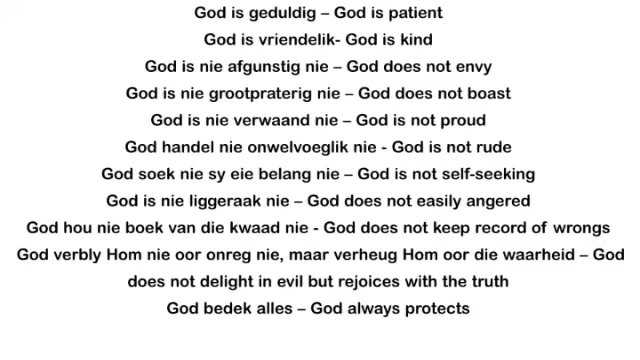 God is geduldig – God is patient
God is vriendelik- God is kind
God is nie afgunstig nie – God does not envy
God is nie grootpraterig nie – God does not boast
God is nie verwaand nie – God is not proud
God handel nie onwelvoeglik nie - God is not rude
God soek nie sy eie belang nie – God is not self-seeking
God is nie liggeraak nie – God does not easily angered
God hou nie boek van die kwaad nie - God does not keep record of wrongs
God verbly Hom nie oor onreg nie, maar verheug Hom oor die waarheid – God
does not delight in evil but rejoices with the truth
God bedek alles – God always protects